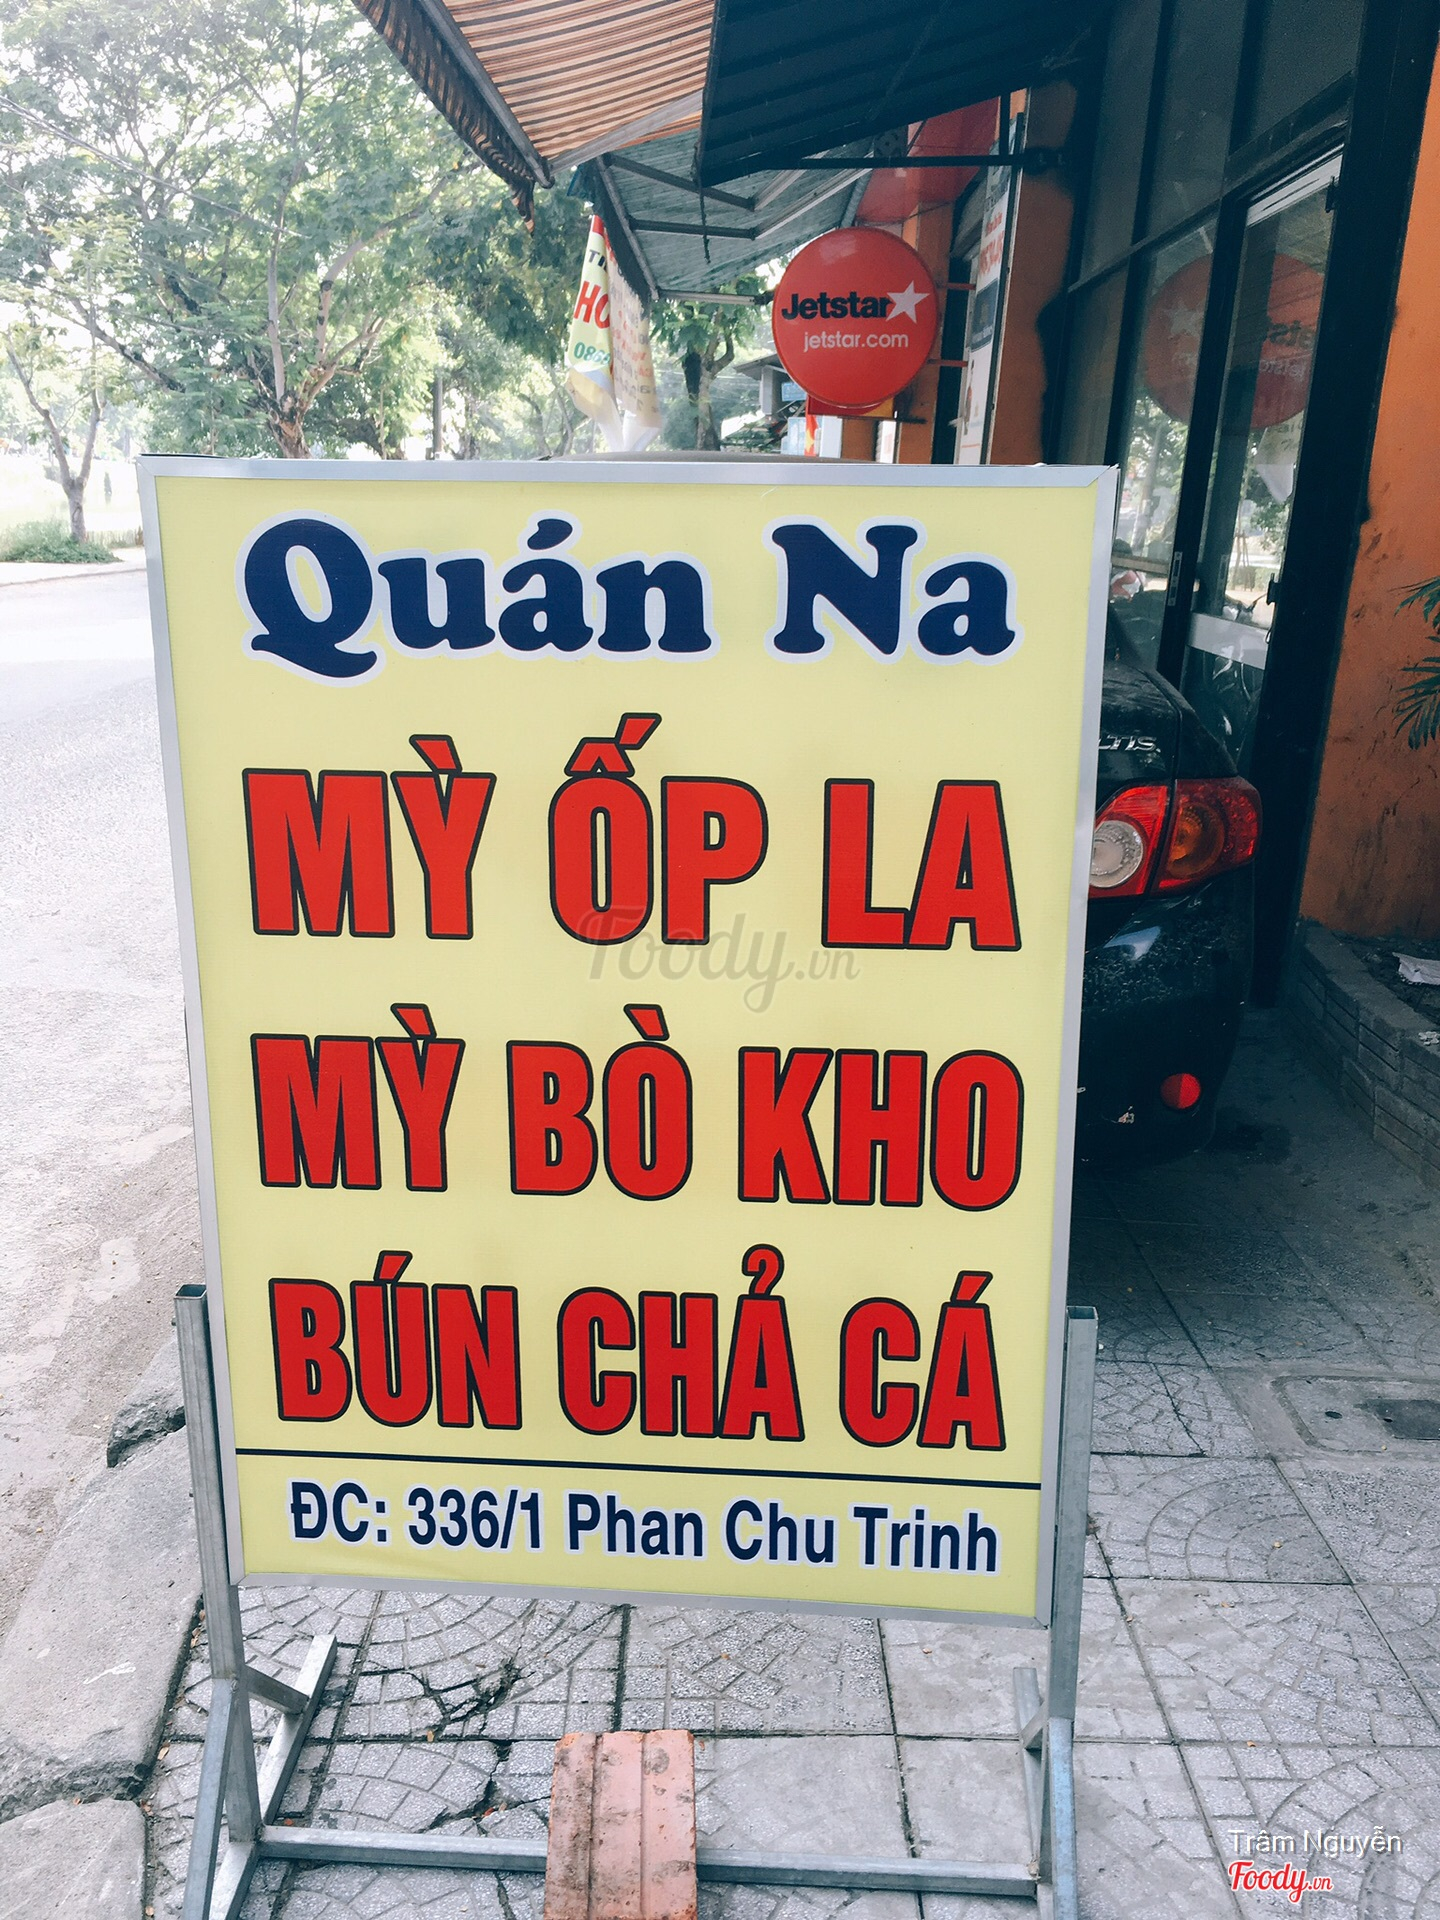 Jetstar
jetstar.com
HO
Quán Na
MỲ ỐP LA
MỲ BÒ KHO
BÚN CHẢ CÁ
ĐC: 336/1 Phan Chu Trinh
Foody.vn
Trâm Nguyễn
Foody.vn